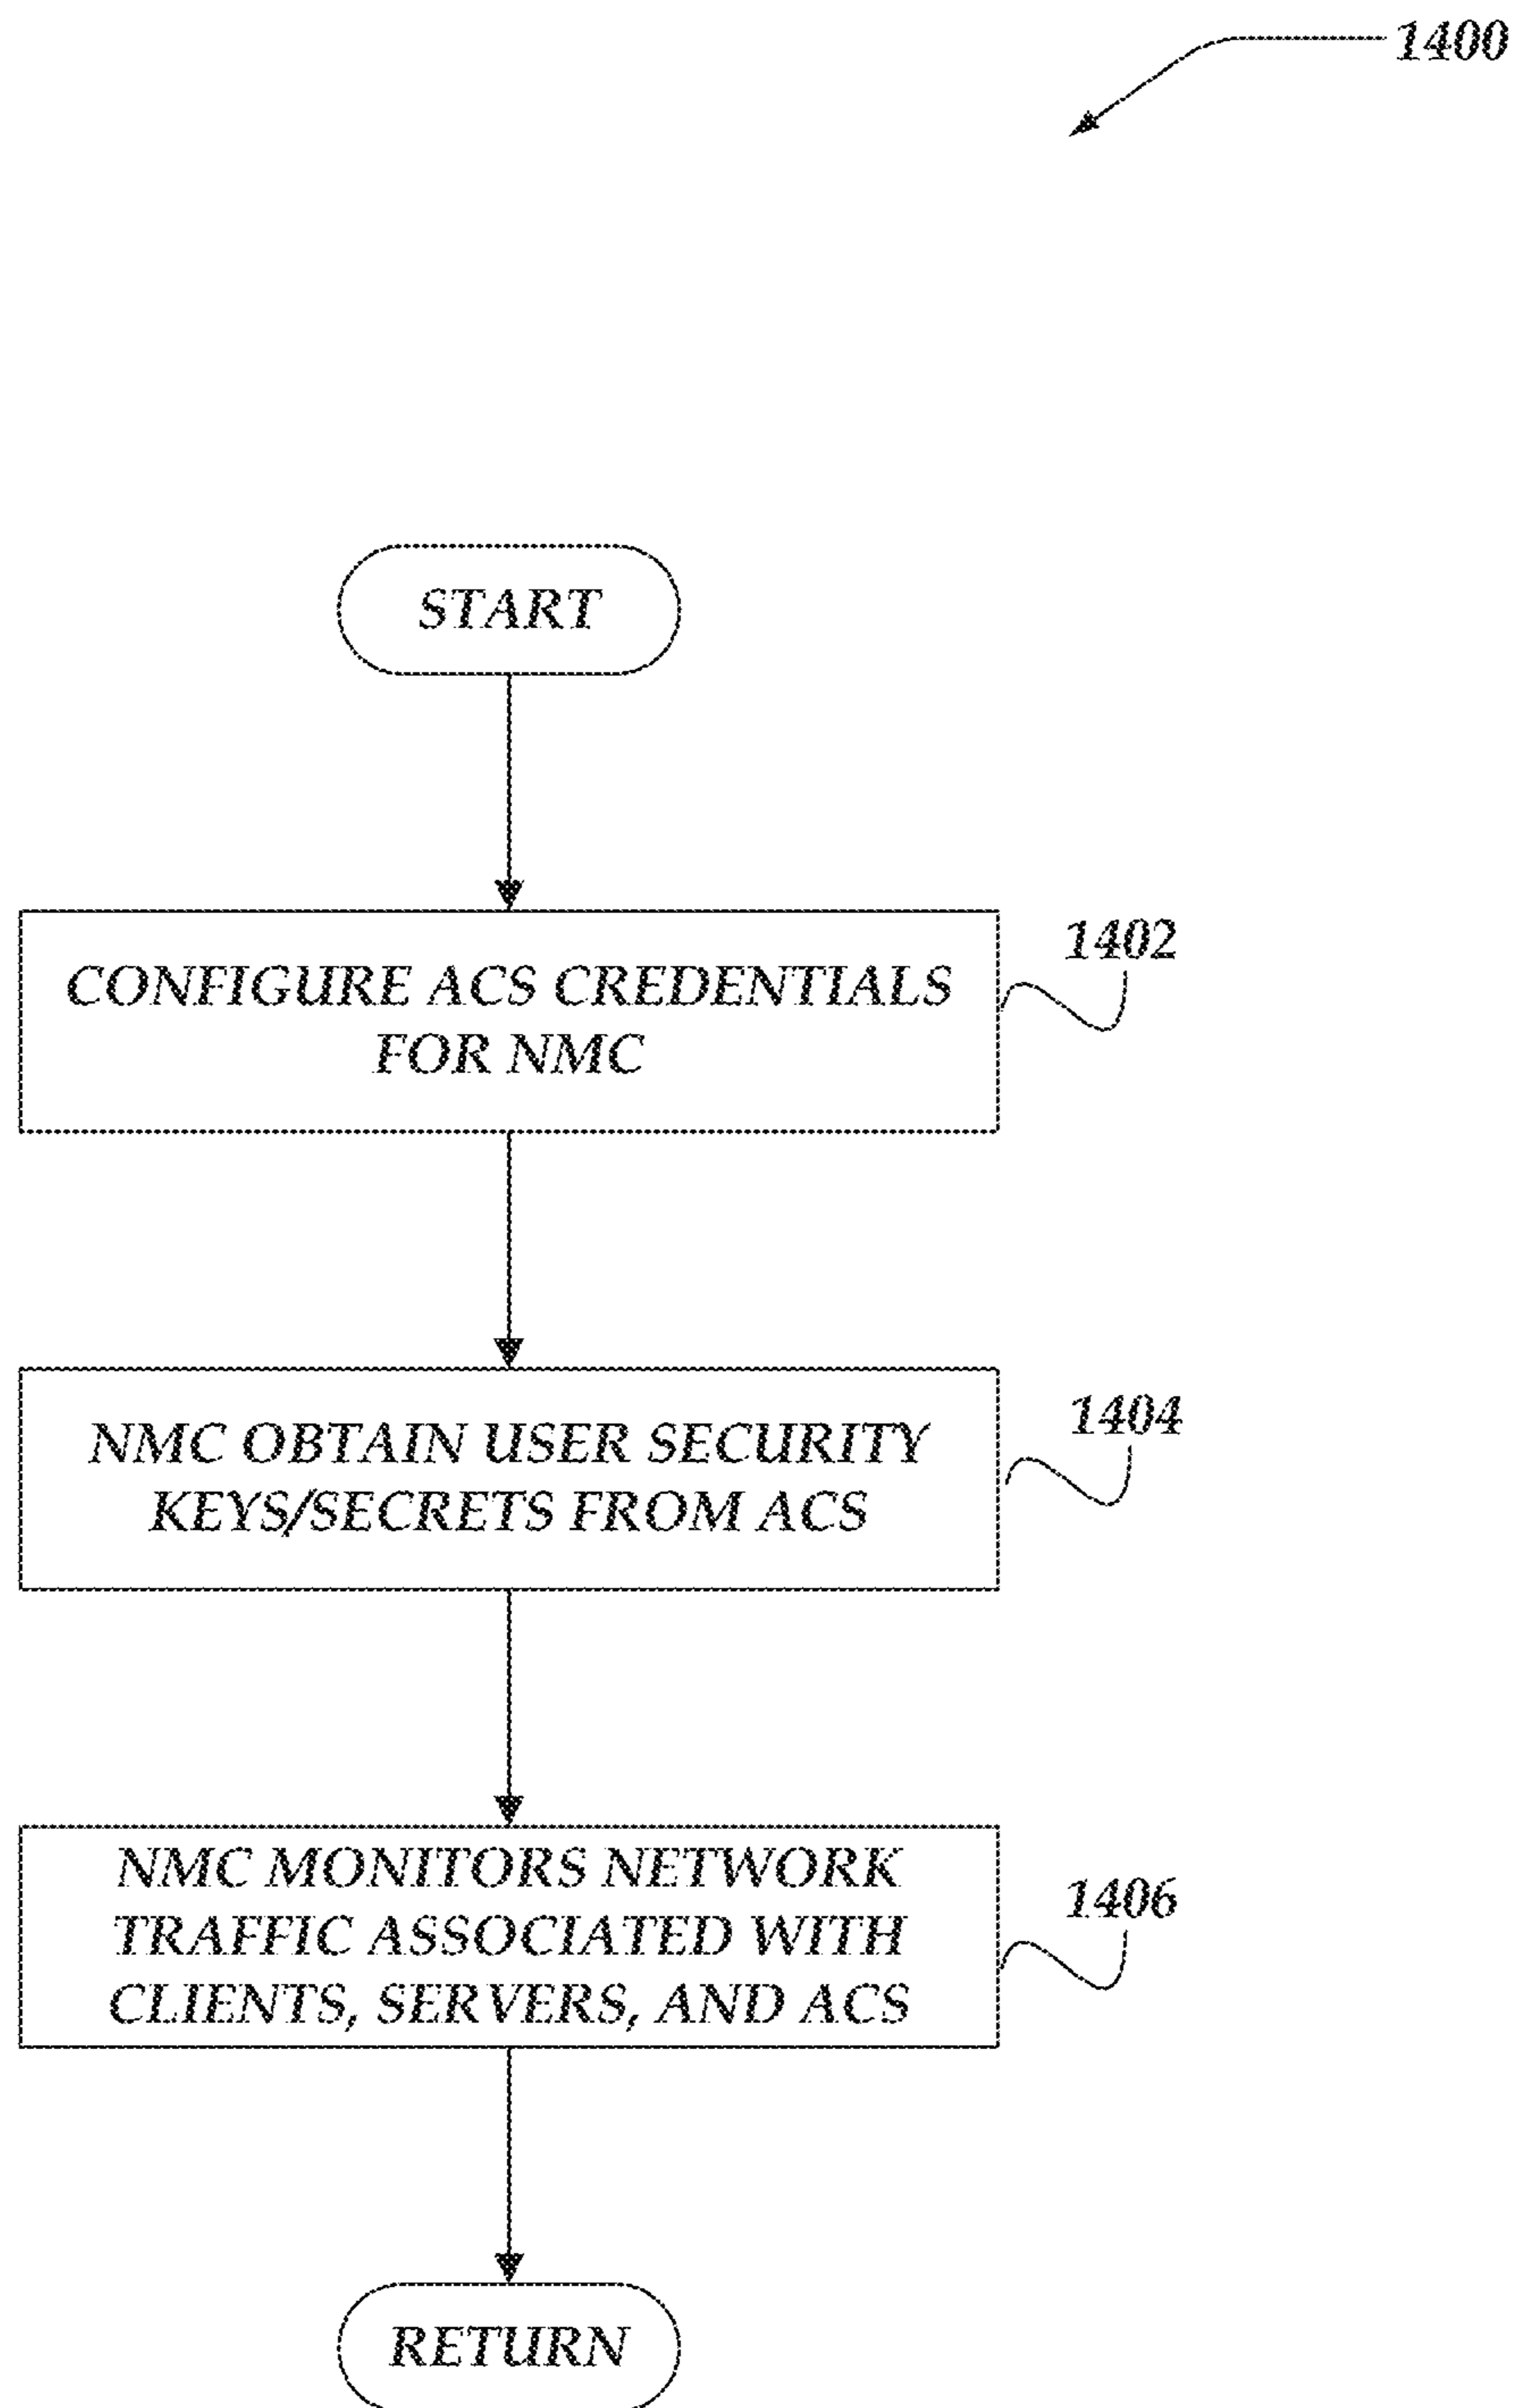 1400
START
CONFIGURE ACS CREDENTIALS
FOR NMC
1402
NMC OBTAIN USER SECURITY
KEYS/SECRETS FROM ACS
1404
NMC MONITORS NETWORK
TRAFFIC ASSOCIATED WITH
CLIENTS, SERVERS, AND ACS
1406
RETURN